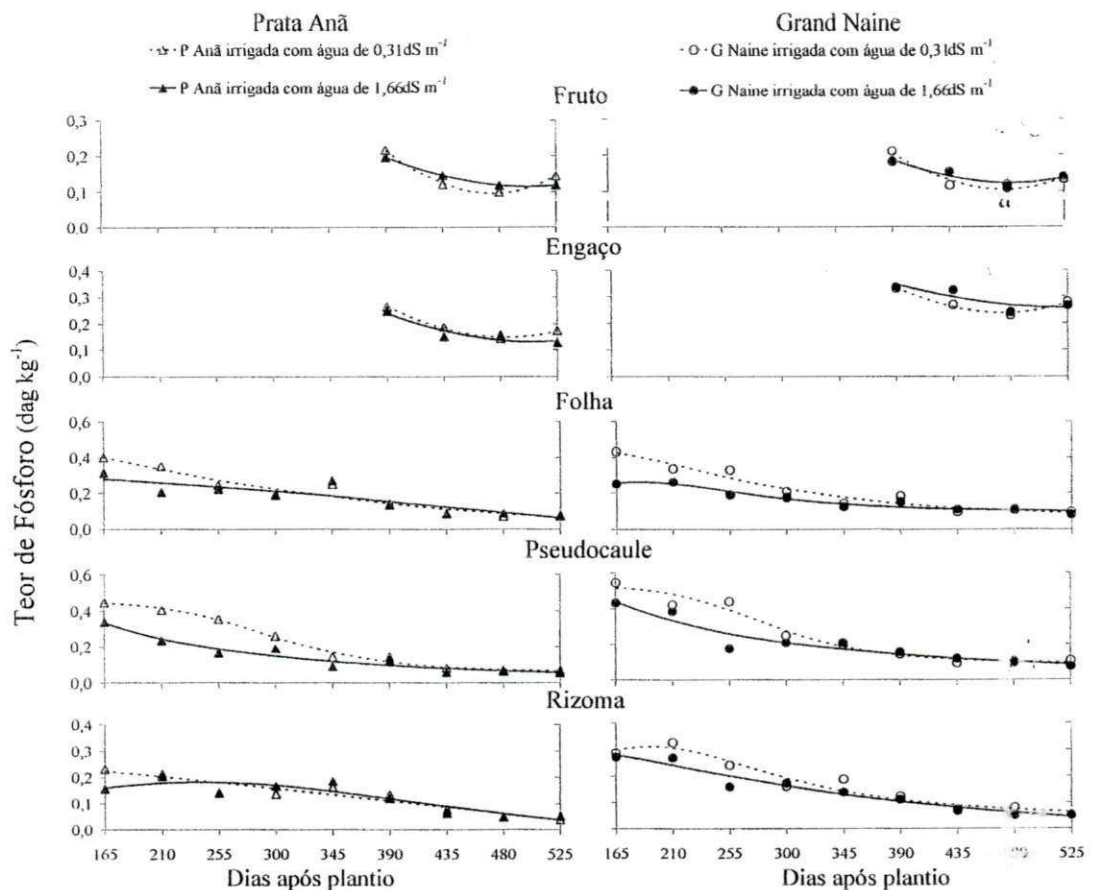 Prata Anã
Grand Naine
P Anã irrigada com água de 0,31dS m⁻¹
G Naine irrigada com água de 0,31dS m⁻¹
P Anã irrigada com água de 1,66dS m⁻¹
G Naine irrigada com água de 1,66dS m⁻¹
Fruto
0,3
0,2
0,1
0,0
Engaço
0,4
0,3
0,2
0,1
0,0
Folha
0,6
0,4
0,2
0,0
Pseudocaule
0,6
0,4
0,2
0,0
Rizoma
0,4
0,3
0,2
0,1
0,0
Teor de Fósforo (dag kg⁻¹)
165 210 255 300 345 390 435 480 525
165 210 255 300 345 390 435 525
Dias após plantio
Dias após plantio